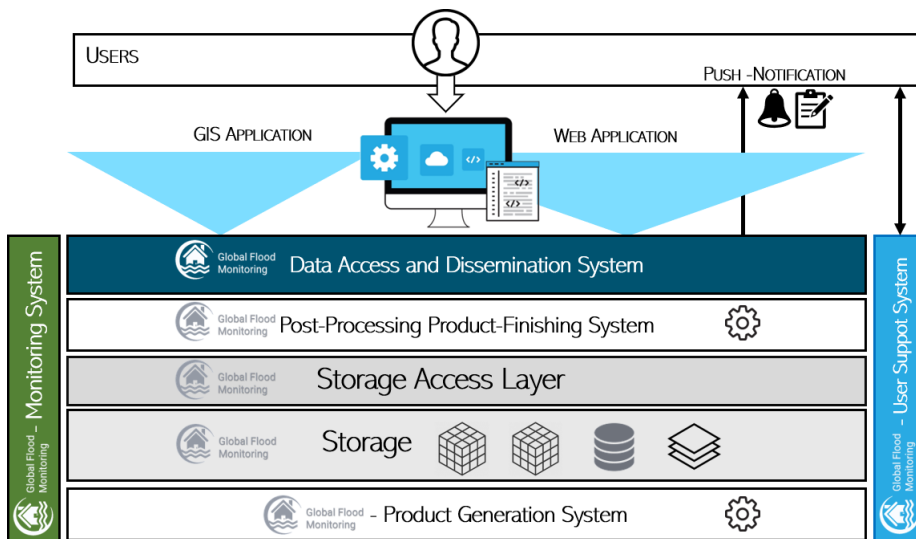 USERS
PUSH -NOTIFICATION
GIS APPLICATION
WEB APPLICATION
</>
</>
</>
Global Flood
Monitoring
Data Access and Dissemination System
Global Flood
Monitoring
Post-Processing Product-Finishing System
Global Flood
Monitoring
Storage Access Layer
Global Flood
Monitoring
Storage
Global Flood
Monitoring
- Product Generation System
Global Flood
Monitoring
- Monitoring System
Global Flood
Monitoring
- User Suppot System